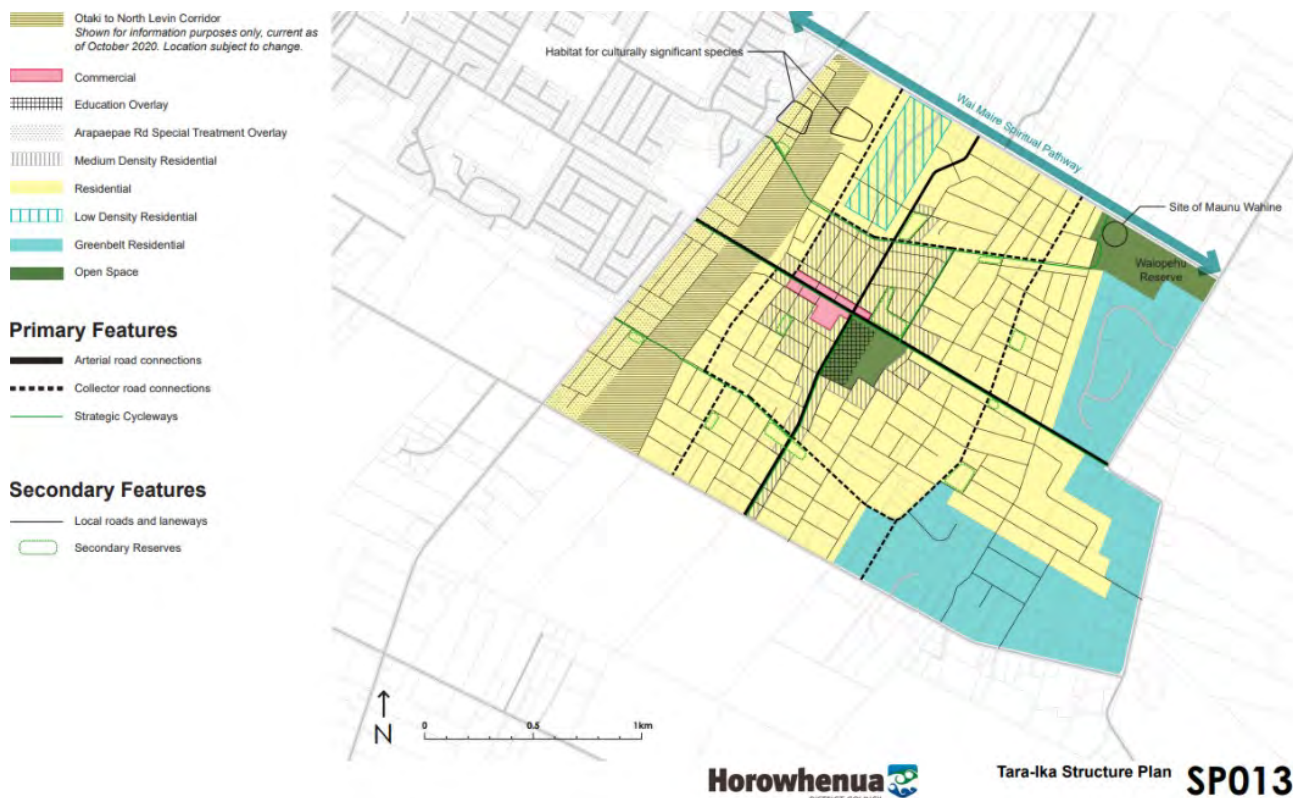 Otaki to North Levin Corridor
Shown for information purposes only, current as
of October 2020. Location subject to change.
Commercial
Education Overlay
Arapaepae Rd Special Treatment Overlay
Medium Density Residential
Residential
Low Density Residential
Greenbelt Residential
Open Space
Primary Features
Arterial road connections
Collector road connections
Strategic Cycleways
Secondary Features
Local roads and laneways
Secondary Reserves
Habitat for culturally significant species
Wai Maire Spiritual Pathway
Site of Maunu Wahine
Waiopehu
Reserve
N
0 0.5 1km
Horowhenua
DISTRICT COUNCIL
Tara-Ika Structure Plan SP013